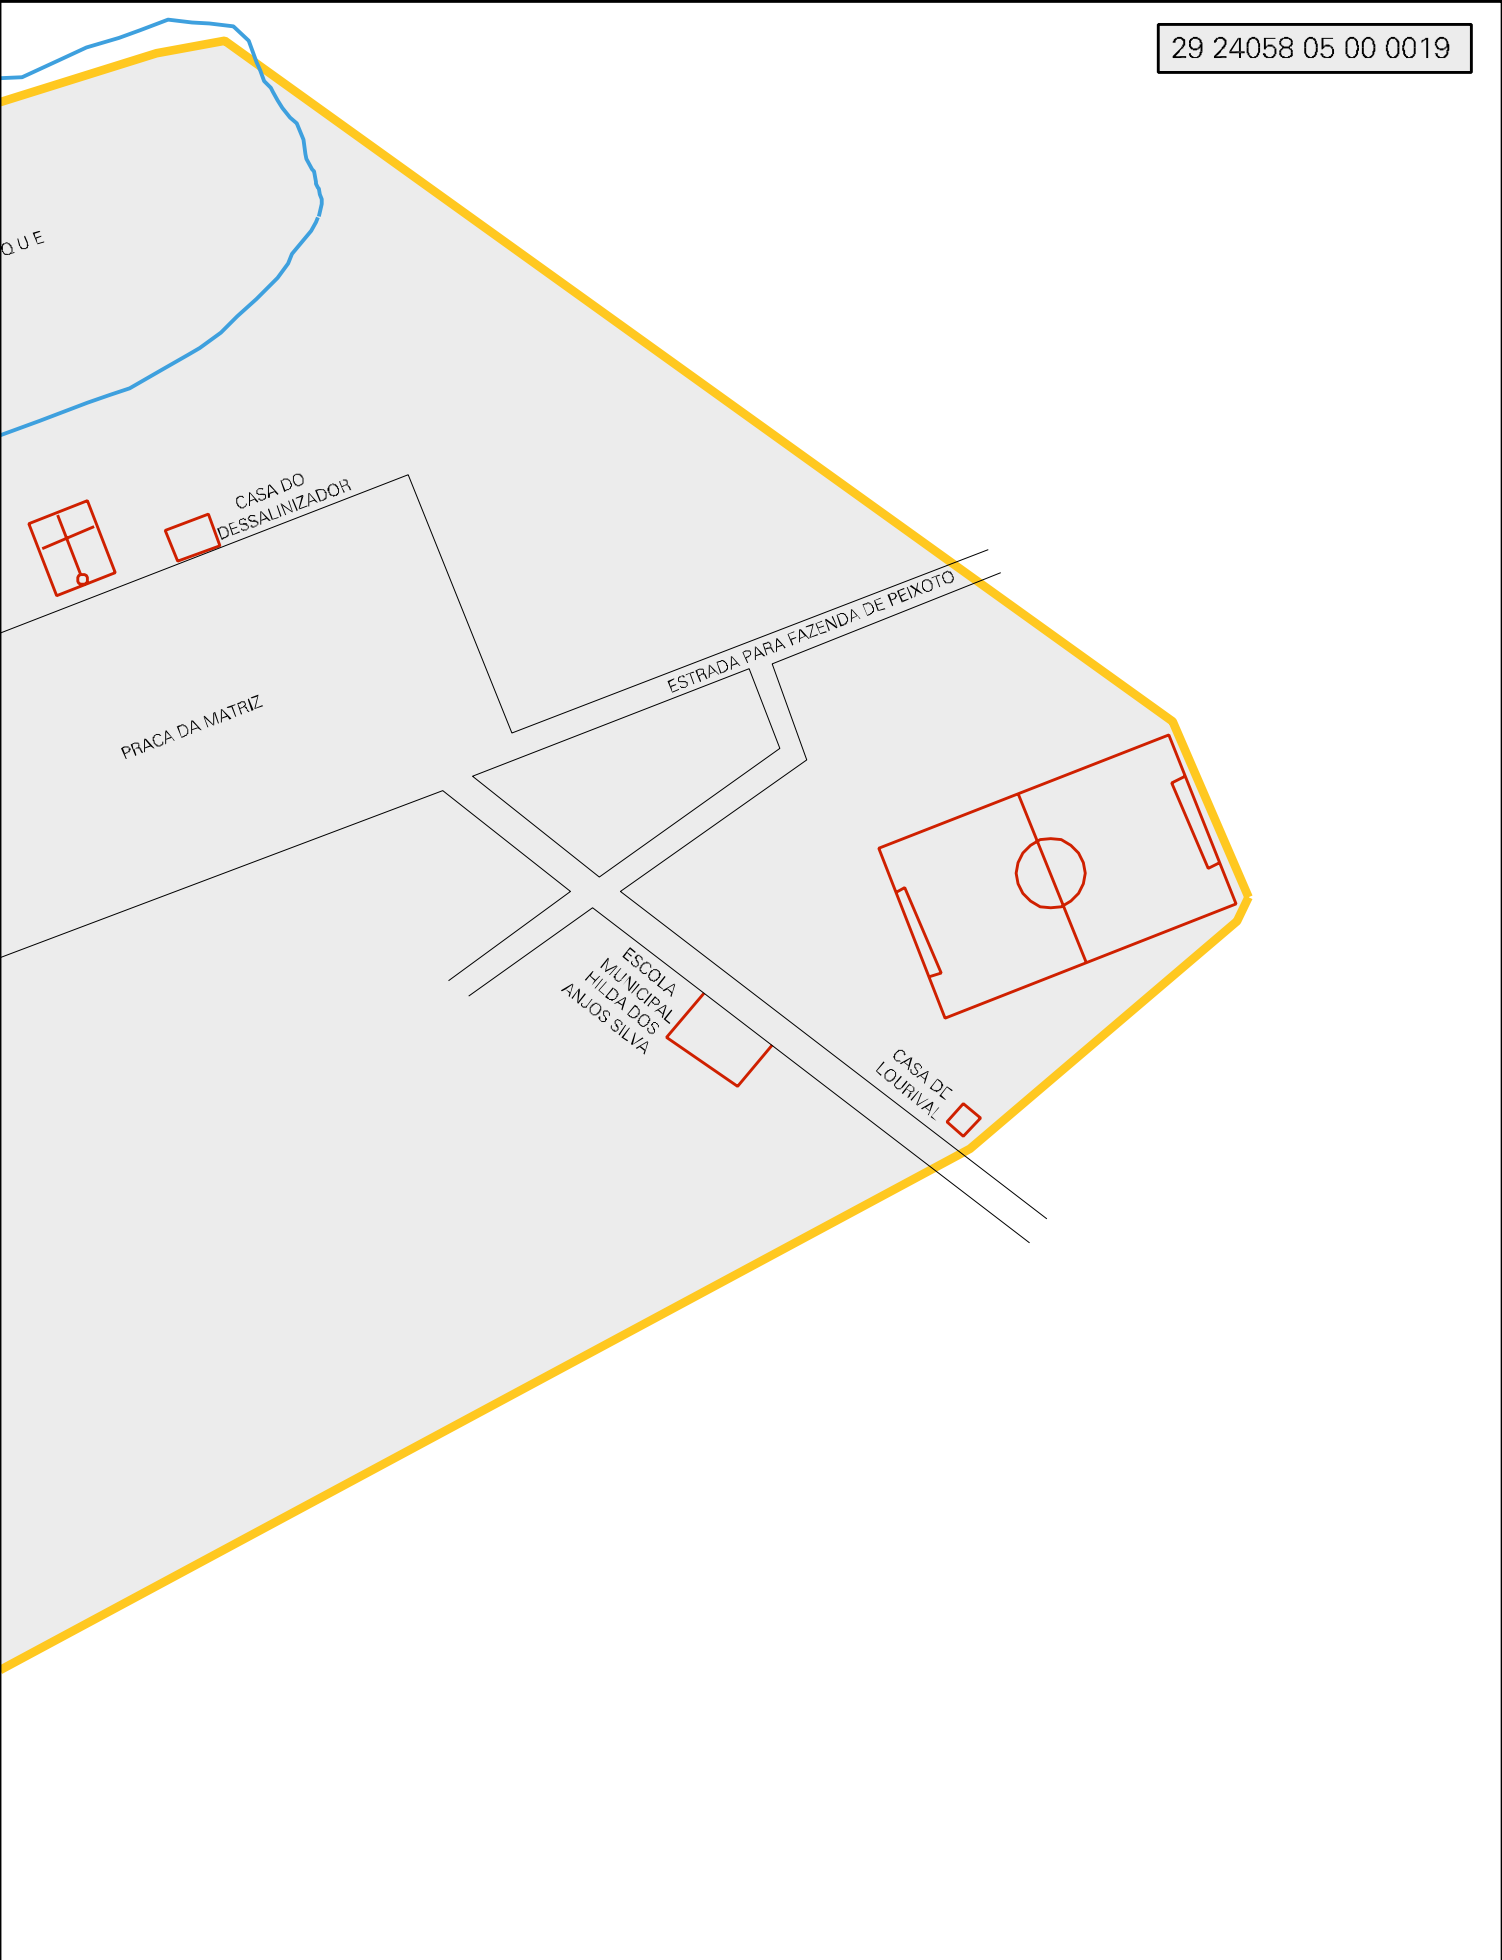 29 24058 05 00 0019
QUE
CASA DO
DESSALINIZADOR
ESTRADA PARA FAZENDA DE PEIXOTO
PRACA DA MATRIZ
ESCOLA
MUNICIPAL
HILDA DOS
ANJOS SILVA
CASA DE
LOURIVAL